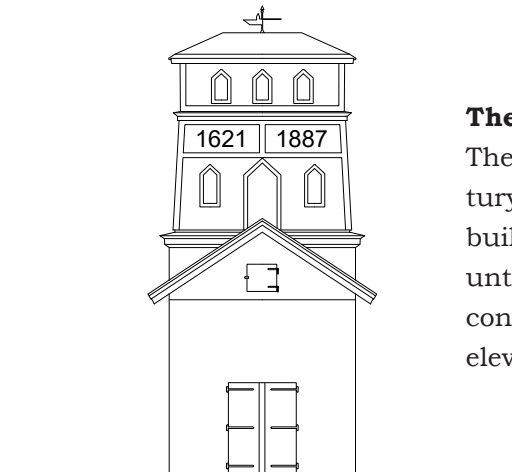 1621 1887
The
The
tury
buil
unt
con
elev